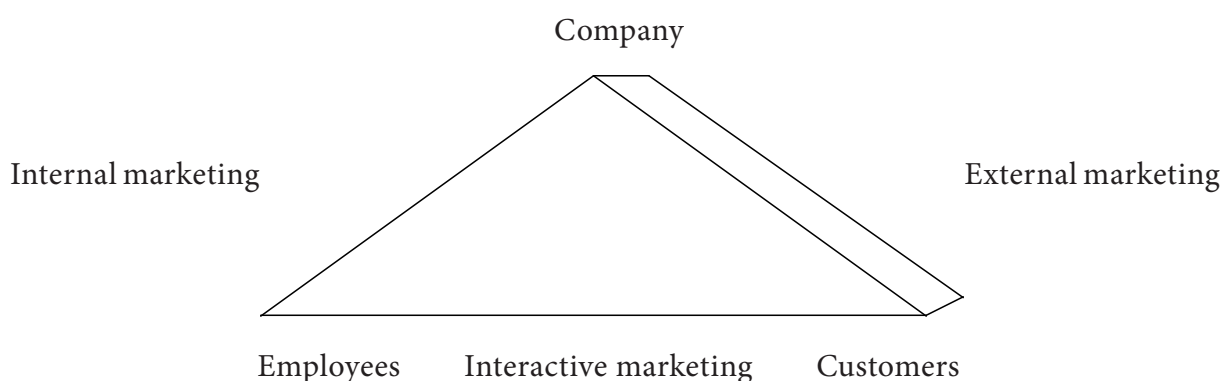 Company
Internal marketing
External marketing
Employees
Interactive marketing
Customers